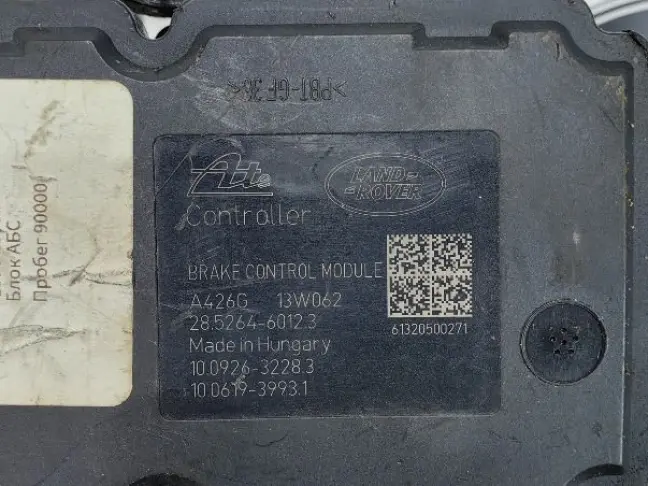 >PBT-GF30<
Блок АБС
Пробег 90000
Ate
LAND-
-ROVER
Controller
BRAKE CONTROL MODULE
A426G 13W062
28.5264-6012.3
Made in Hungary
10.0926-3228.3
10.0619-3993.1
61320500271